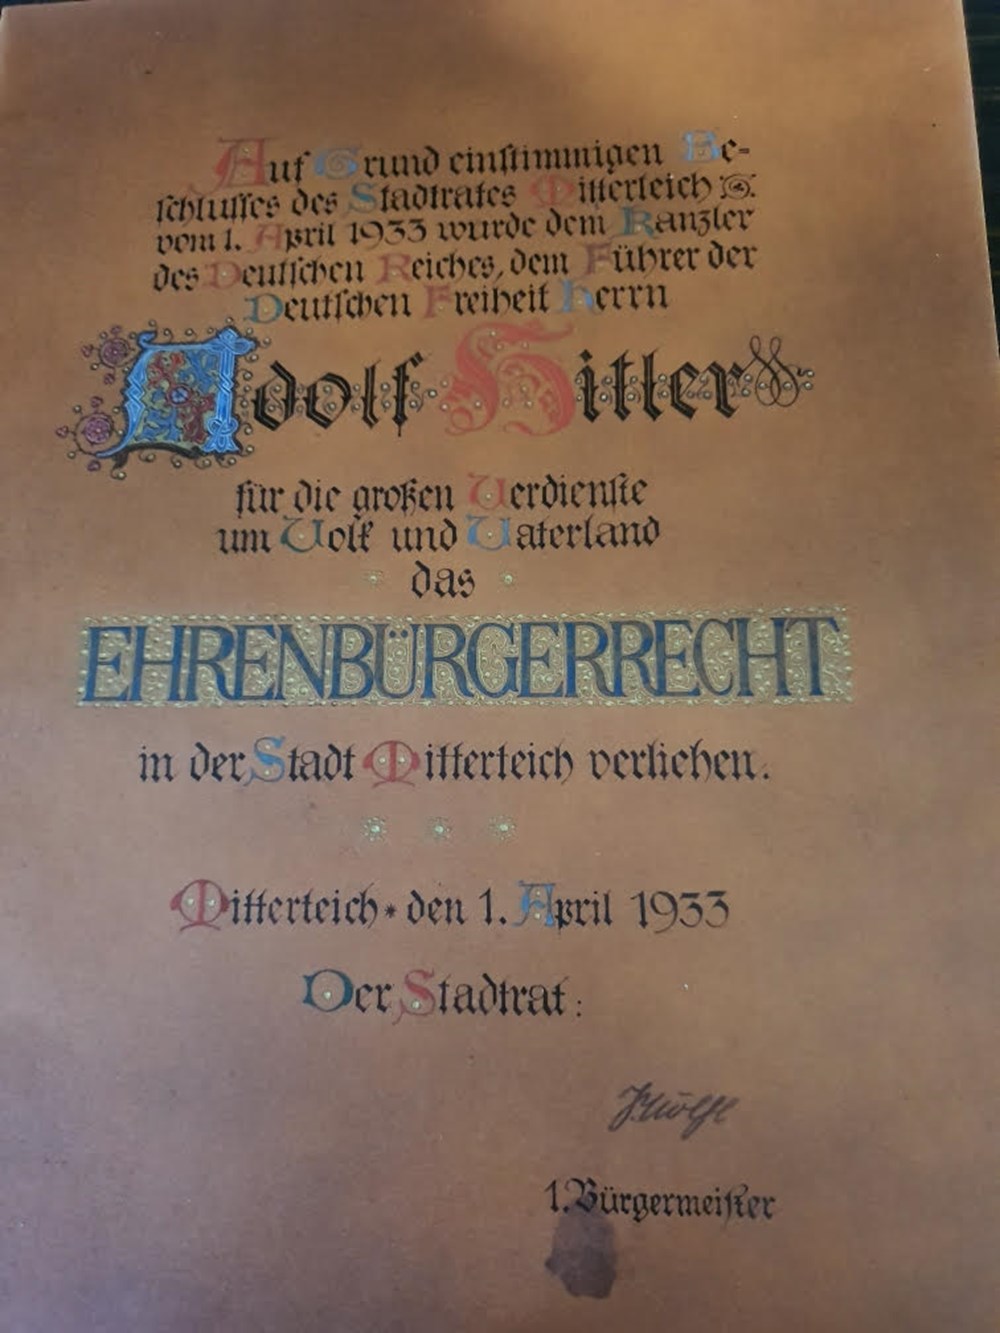 Auf Grund einstimmigen Be-
schlusses des Stadtrates Mitterteich
vom 1. April 1933 wurde dem Kanzler
des Deutschen Reiches, dem Führer der
Deutschen Freiheit Herrn
Adolf Hitler
für die großen Verdienste
um Volk und Vaterland
das
EHRENBÜRGERRECHT
in der Stadt Mitterteich verliehen.
Mitterteich * den 1. April 1933
Der Stadtrat:
1. Bürgermeister